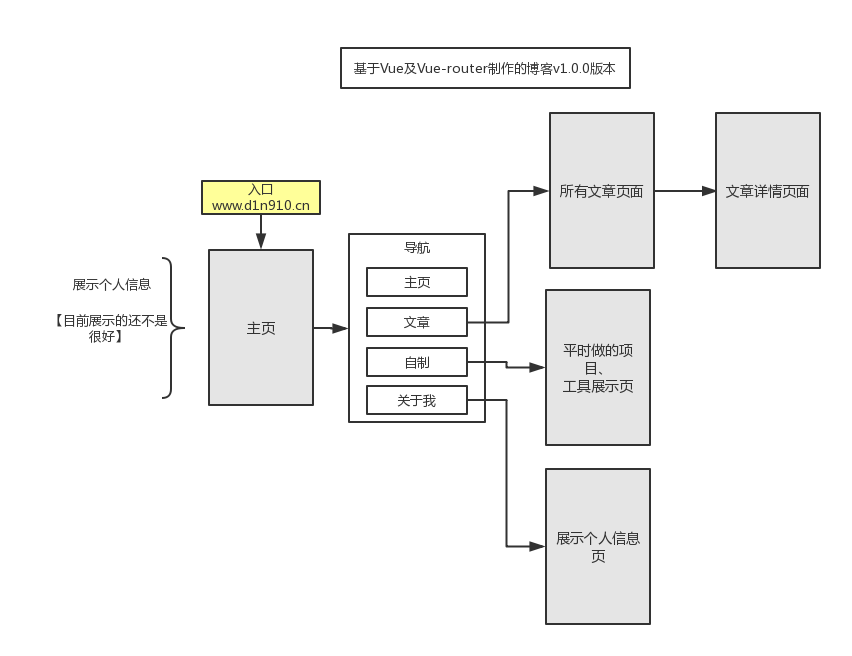 基于Vue及Vue-router制作的博客v1.0.0版本
入口
www.d1n910.cn
展示个人信息
【目前展示的还不是
很好】
主页
导航
主页
文章
自制
关于我
所有文章页面
文章详情页面
平时做的项
目、
工具展示页
展示个人信息
页